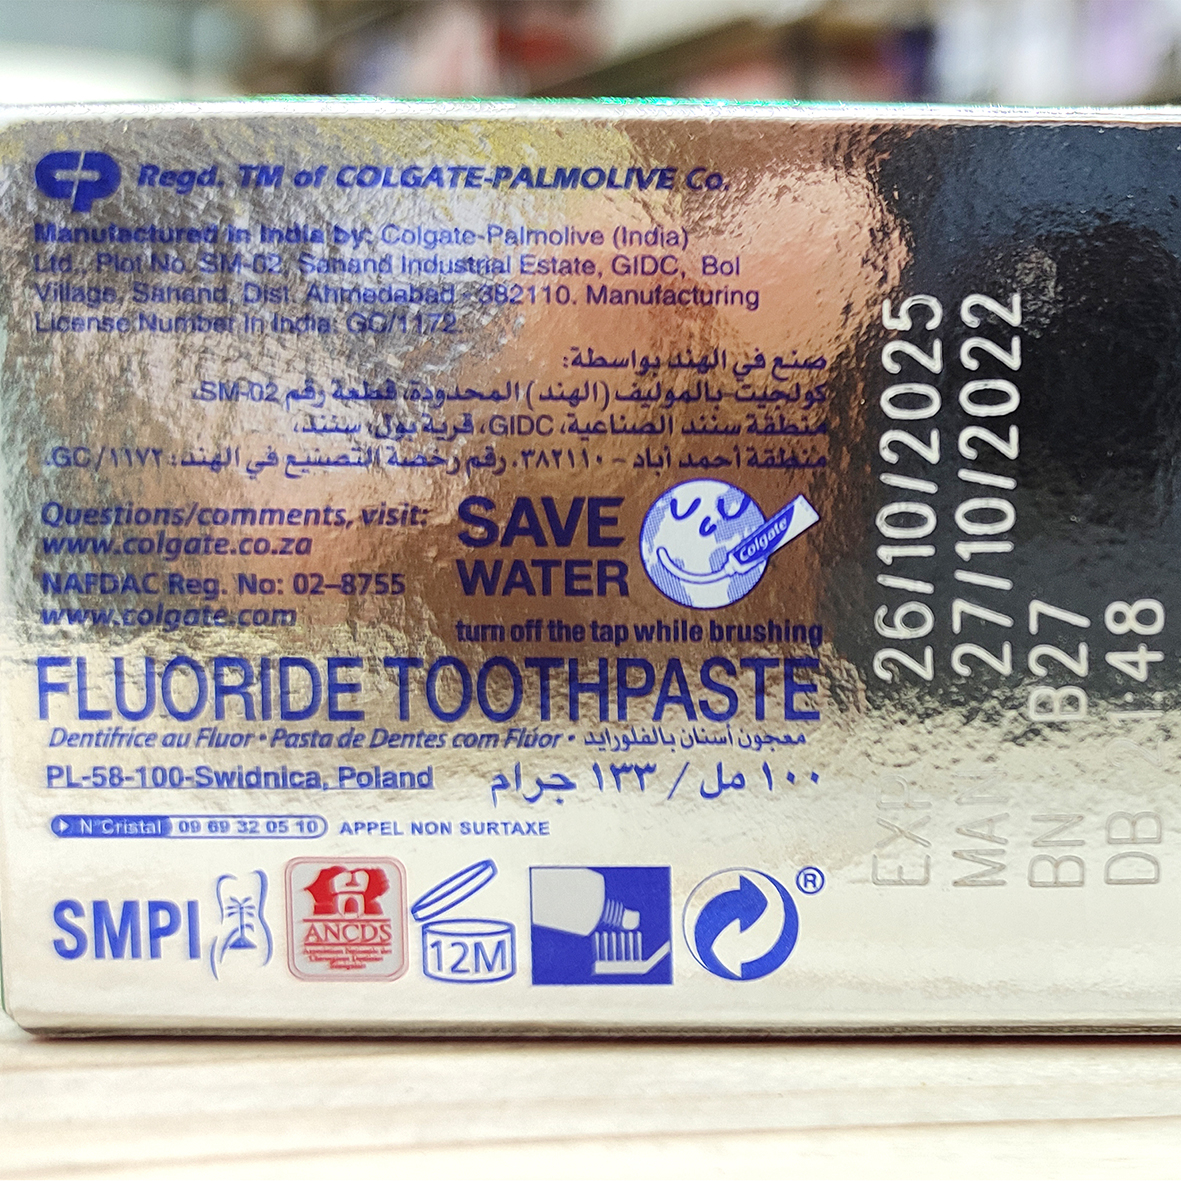 CP Regd. TM of COLGATE-PALMOLIVE Co.
Manufactured in India by: Colgate-Palmolive (India)
Ltd., Plot No. SM-02, Sanand Industrial Estate, GIDC, Bol
Village, Sanand, Dist. Ahmedabad - 382110. Manufacturing
License Number In India: GC/1172.
صنع في الهند بواسطة:
كولجيت-بالموليف (الهند) المحدودة، قطعة رقم SM-02،
منطقة سنند الصناعية، GIDC، قرية بول، سنند،
منطقة أحمد أباد - ٣٨٢١١٠. رقم رخصة التصنيع في الهند: GC/١١٧٢.
Questions/comments, visit:
www.colgate.co.za
NAFDAC Reg. No: 02–8755
www.colgate.com
SAVE
WATER
Colgate
turn off the tap while brushing
FLUORIDE TOOTHPASTE
Dentifrice au Fluor • Pasta de Dentes com Flúor • معجون أسنان بالفلورايد
PL-58-100-Swidnica, Poland
١٠٠ مل / ١٣٣ جرام
N°Cristal 09 69 32 05 10 APPEL NON SURTAXE
SMPI
ANCDS
12M
®
26/10/2025
27/10/2022
BN B27
DB 1:48